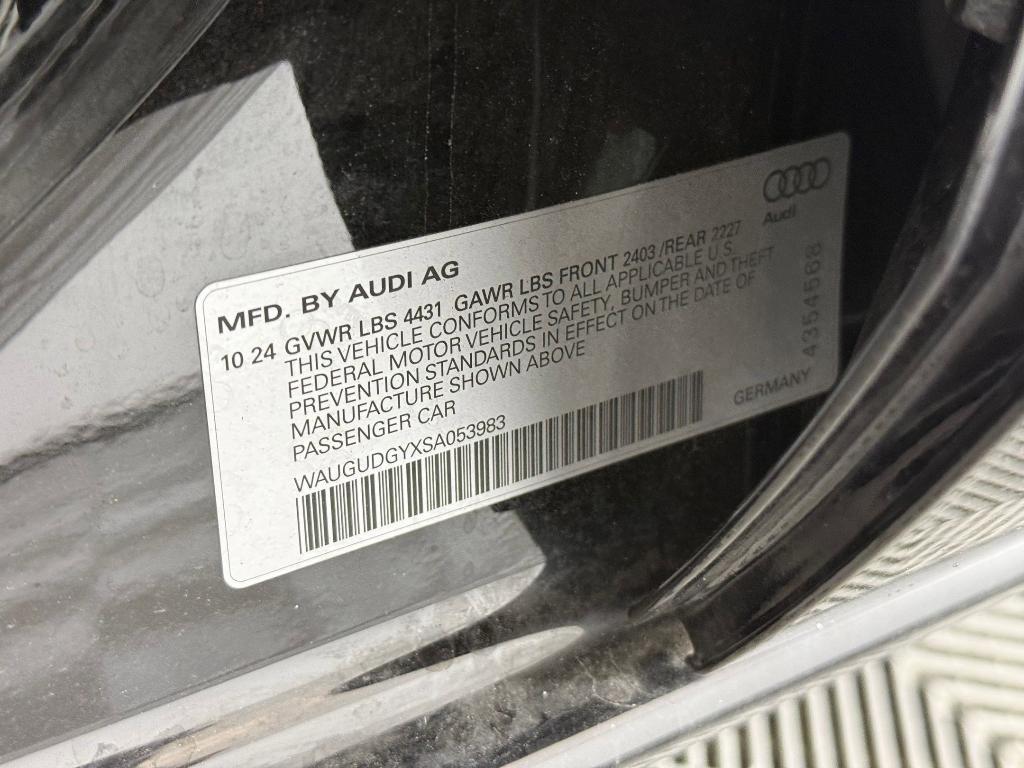 Audi
MFD. BY AUDI AG
10 24 GVWR LBS 4431 GAWR LBS FRONT 2403 /REAR 2227
THIS VEHICLE CONFORMS TO ALL APPLICABLE U.S.
FEDERAL MOTOR VEHICLE SAFETY, BUMPER AND THEFT
PREVENTION STANDARDS IN EFFECT ON THE DATE OF
MANUFACTURE SHOWN ABOVE
PASSENGER CAR
WAUGUDGYXSA053983
GERMANY
4354568